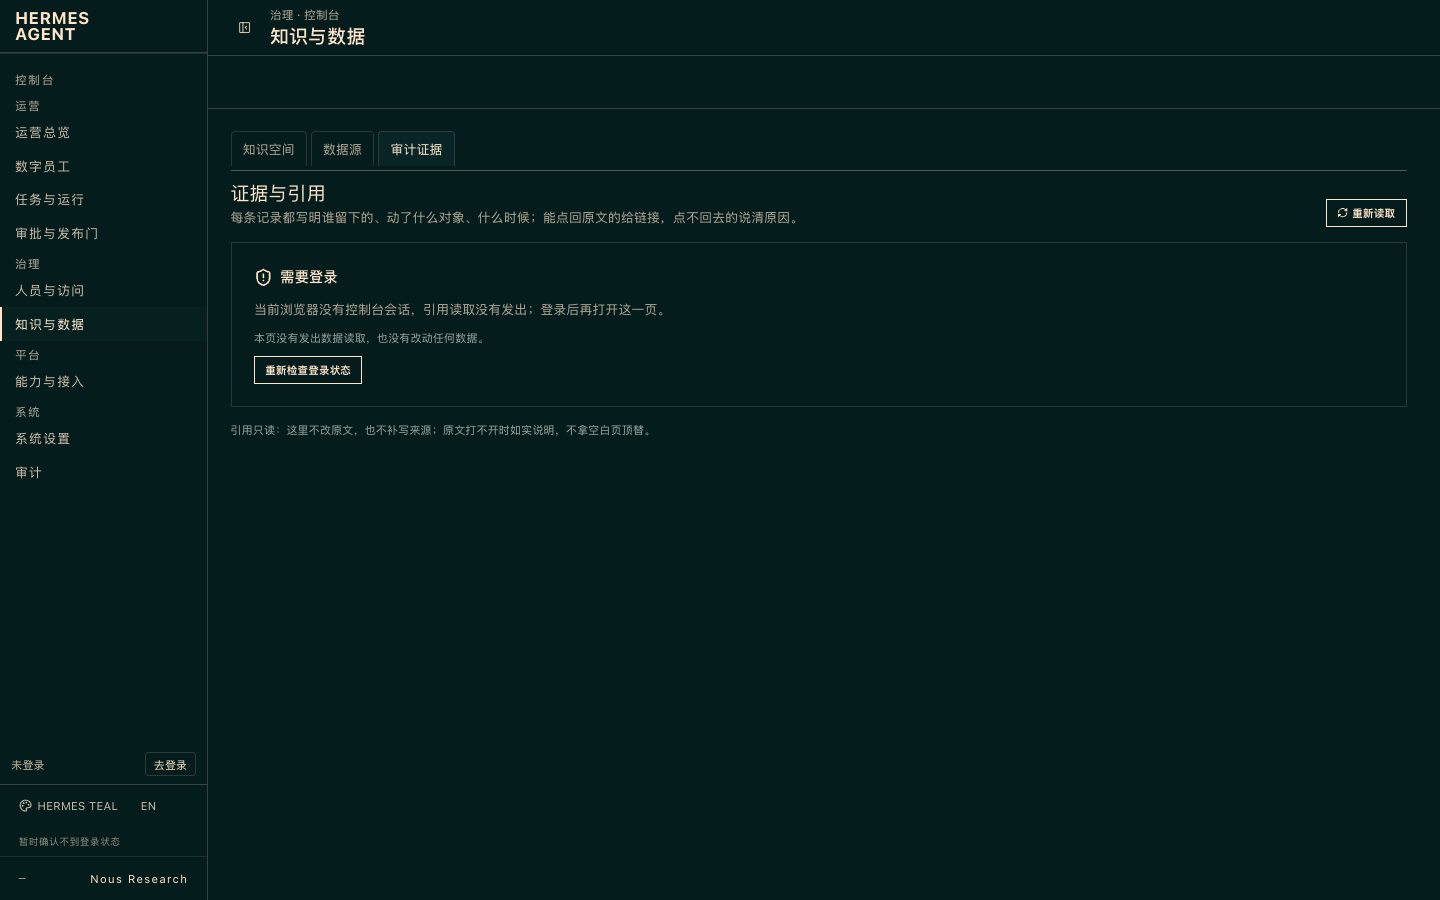 HERMES
AGENT
控制台
运营
运营总览
数字员工
任务与运行
审批与发布门
治理
人员与访问
知识与数据
平台
能力与接入
系统
系统设置
审计
未登录
去登录
HERMES TEAL
EN
暂时确认不到登录状态
–
Nous Research
治理 · 控制台
知识与数据
知识空间
数据源
审计证据
证据与引用
每条记录都写明谁留下的、动了什么对象、什么时候；能点回原文的给链接，点不回去的说清原因。
重新读取
需要登录
当前浏览器没有控制台会话，引用读取没有发出；登录后再打开这一页。
本页没有发出数据读取，也没有改动任何数据。
重新检查登录状态
引用只读：这里不改原文，也不补写来源；原文打不开时如实说明，不拿空白页顶替。